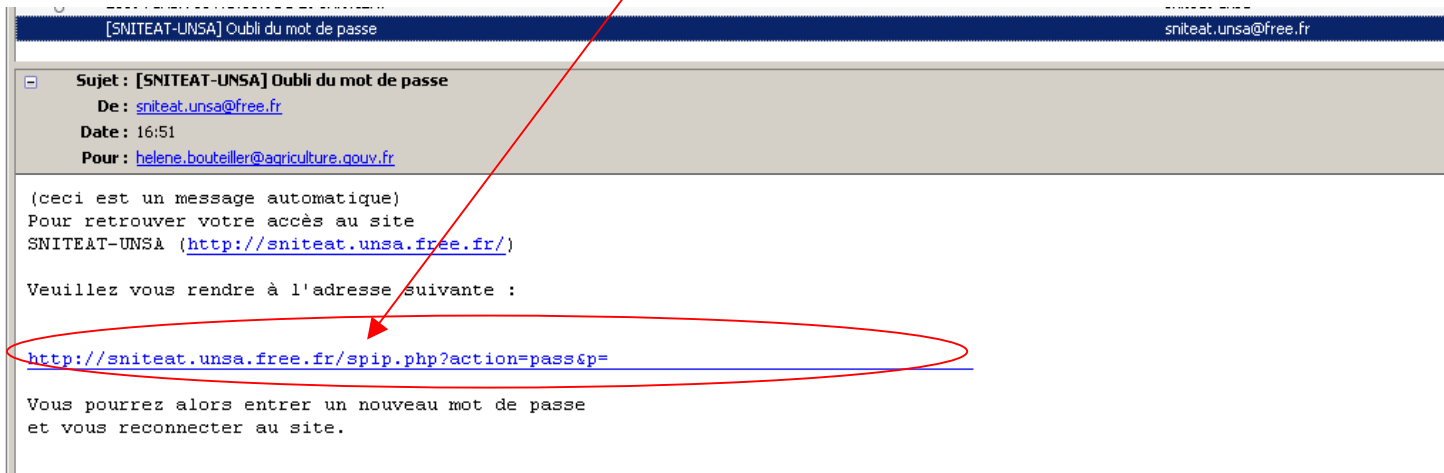 [SNITEAT-UNSA] Oubli du mot de passe sniteat.unsa@free.fr
Sujet : [SNITEAT-UNSA] Oubli du mot de passe
De : sniteat.unsa@free.fr
Date : 16:51
Pour : helene.bouteiller@agriculture.gouv.fr
(ceci est un message automatique)
Pour retrouver votre accès au site
SNITEAT-UNSA (http://sniteat.unsa.free.fr/)
Veuillez vous rendre à l'adresse suivante :
http://sniteat.unsa.free.fr/spip.php?action=pass&p=
Vous pourrez alors entrer un nouveau mot de passe
et vous reconnecter au site.